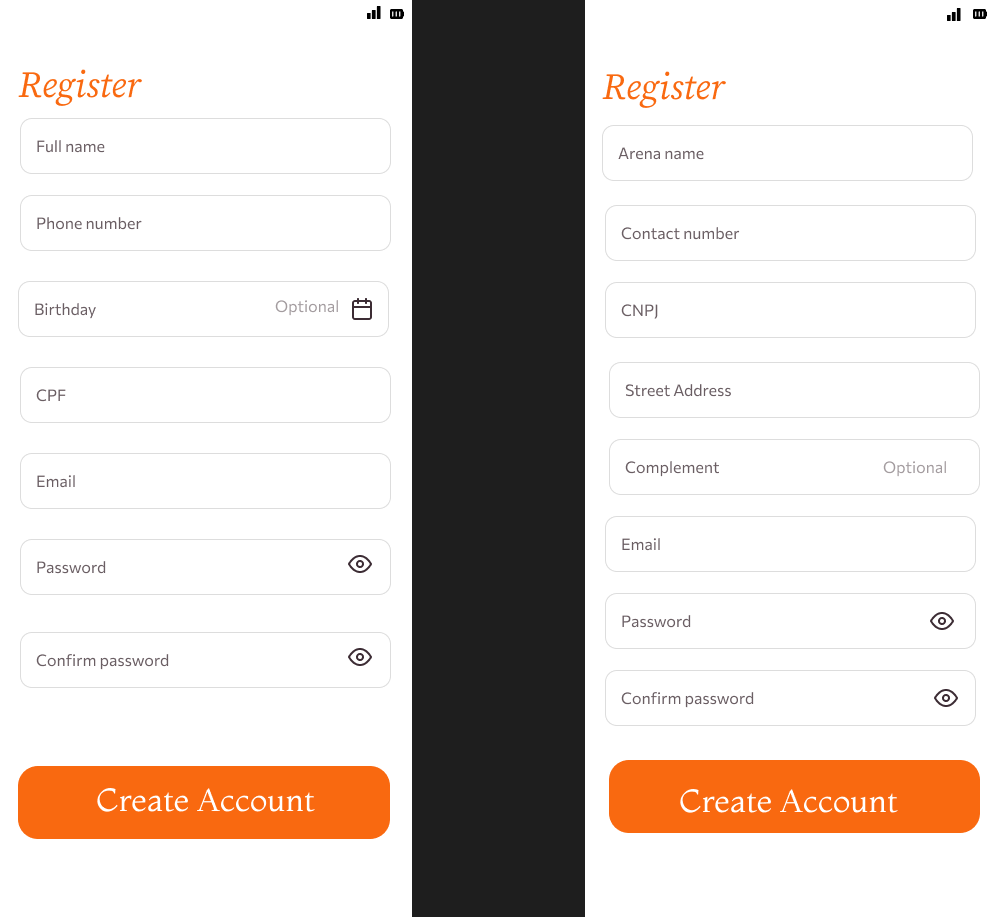 Register
Full name
Phone number
Birthday Optional
CPF
Email
Password
Confirm password
Create Account
Register
Arena name
Contact number
CNPJ
Street Address
Complement Optional
Email
Password
Confirm password
Create Account